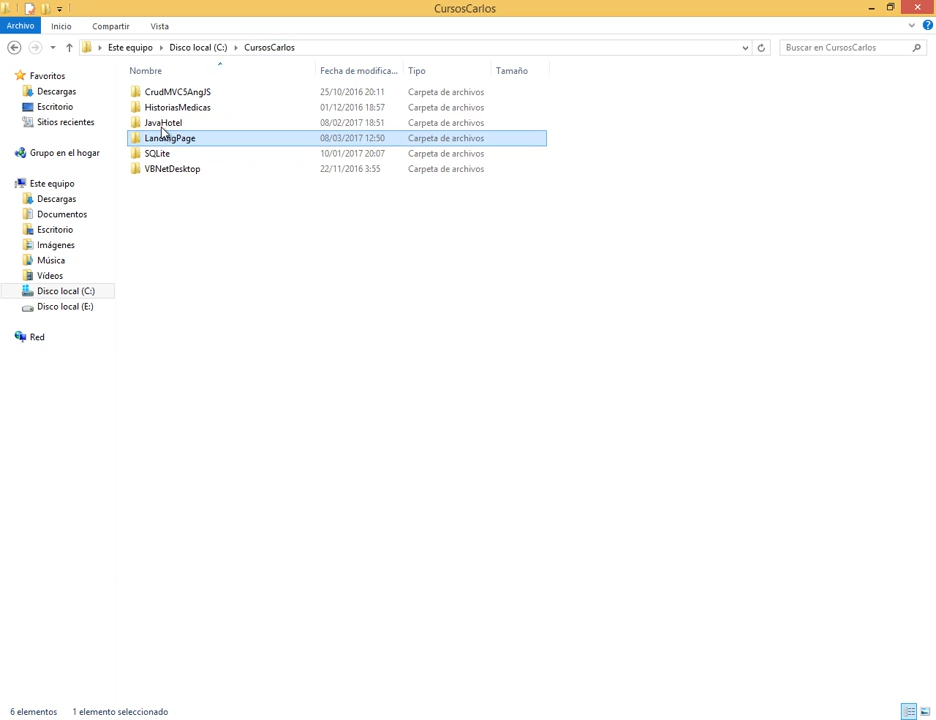 CursosCarlos
Archivo Inicio Compartir Vista
Este equipo Disco local (C:) CursosCarlos
Buscar en CursosCarlos
Nombre Fecha de modifica... Tipo Tamaño
CrudMVC5AngJS 25/10/2016 20:11 Carpeta de archivos
HistoriasMedicas 01/12/2016 18:57 Carpeta de archivos
JavaHotel 08/02/2017 18:51 Carpeta de archivos
LandingPage 08/03/2017 12:50 Carpeta de archivos
SQLite 10/01/2017 20:07 Carpeta de archivos
VBNetDesktop 22/11/2016 3:55 Carpeta de archivos
Favoritos
Descargas
Escritorio
Sitios recientes
Grupo en el hogar
Este equipo
Descargas
Documentos
Escritorio
Imágenes
Música
Vídeos
Disco local (C:)
Disco local (E:)
Red
6 elementos 1 elemento seleccionado